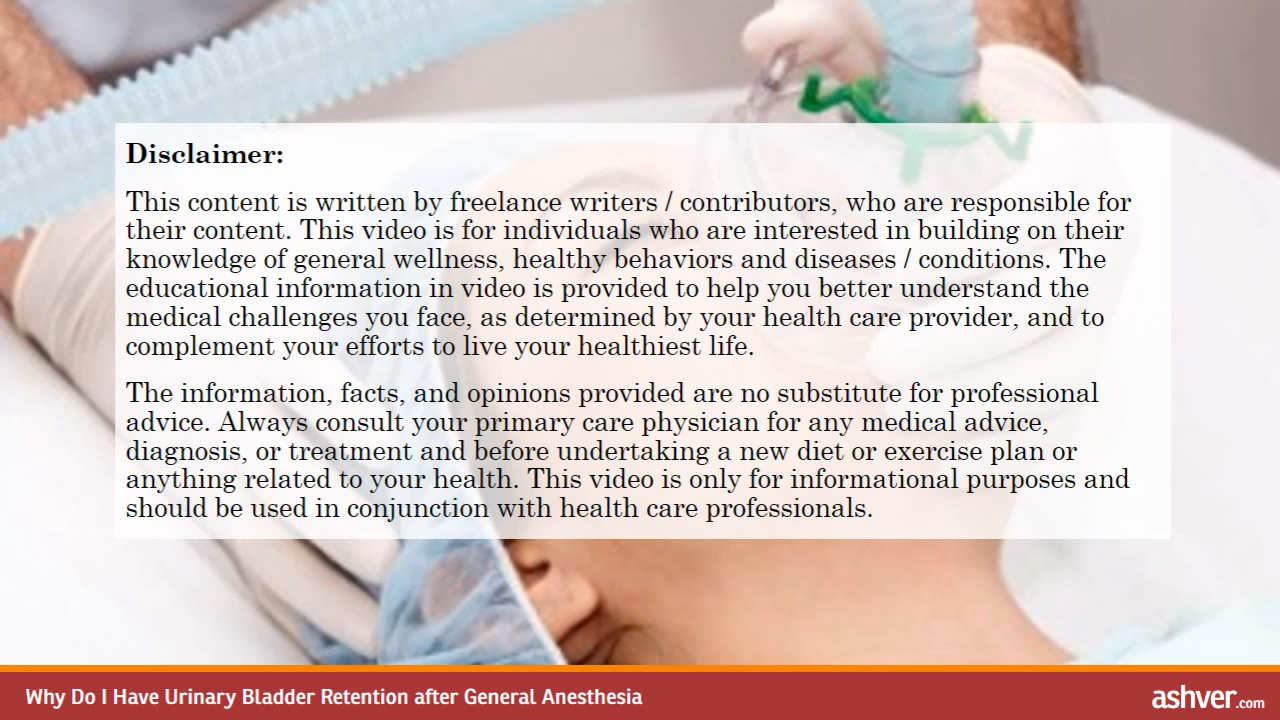 Disclaimer:
This content is written by freelance writers / contributors, who are responsible for
their content. This video is for individuals who are interested in building on their
knowledge of general wellness, healthy behaviors and diseases / conditions. The
educational information in video is provided to help you better understand the
medical challenges you face, as determined by your health care provider, and to
complement your efforts to live your healthiest life.
The information, facts, and opinions provided are no substitute for professional
advice. Always consult your primary care physician for any medical advice,
diagnosis, or treatment and before undertaking a new diet or exercise plan or
anything related to your health. This video is only for informational purposes and
should be used in conjunction with health care professionals.
Why Do I Have Urinary Bladder Retention after General Anesthesia
ashver.com